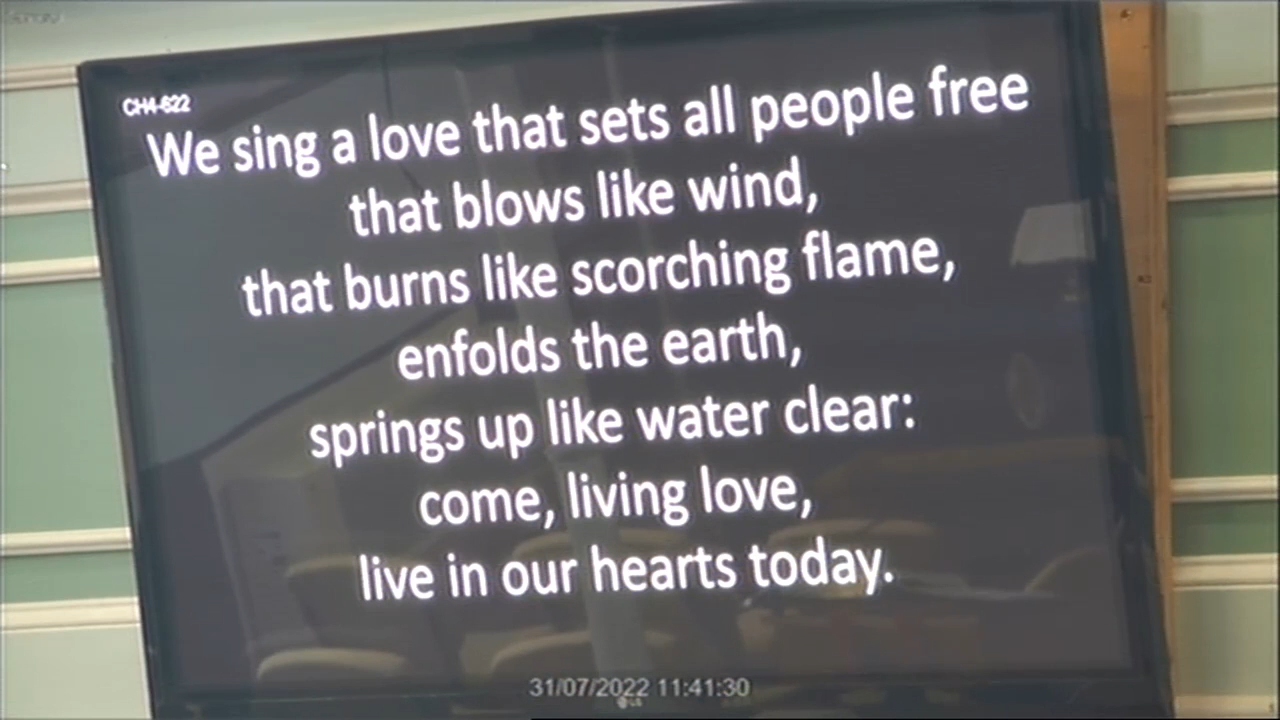 CH4-622
We sing a love that sets all people free
that blows like wind,
that burns like scorching flame,
enfolds the earth,
springs up like water clear:
come, living love,
live in our hearts today.
31/07/2022 11:41:30
LG